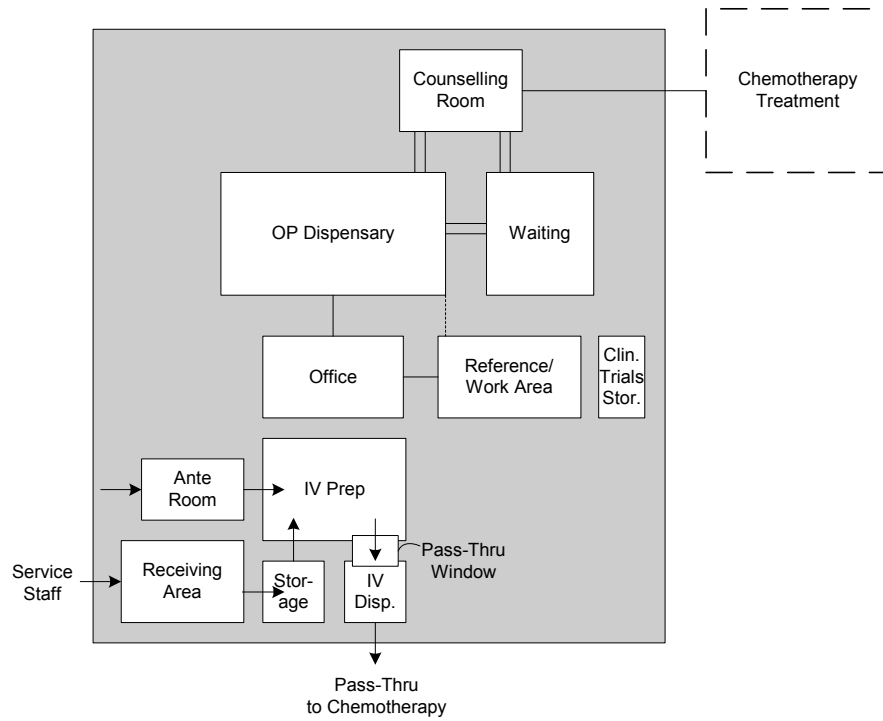 Counselling
Room
Chemotherapy
Treatment
OP Dispensary
Waiting
Office
Reference/
Work Area
Clin.
Trials
Stor.
Ante
Room
IV Prep
Pass-Thru
Window
Service
Staff
Receiving
Area
Stor-
age
IV
Disp.
Pass-Thru
to Chemotherapy